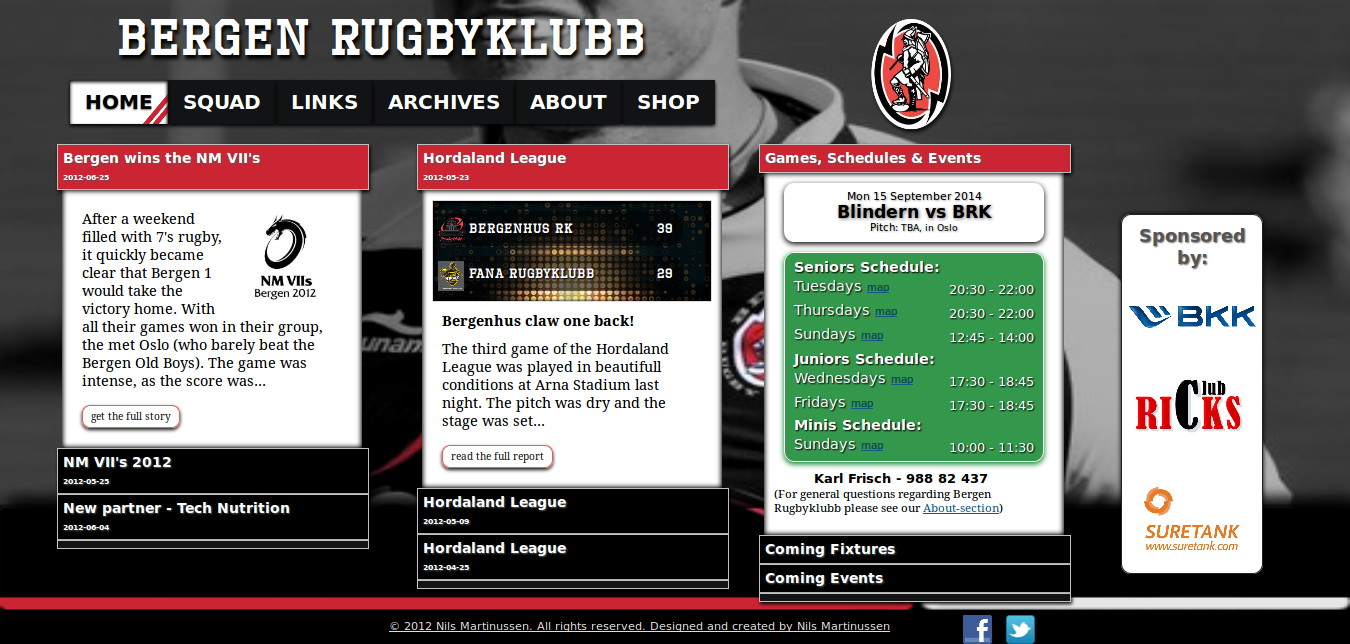 BERGEN RUGBYKLUBB
HOME SQUAD LINKS ARCHIVES ABOUT SHOP
Bergen wins the NM VII's
2012-06-25
After a weekend
filled with 7's rugby,
it quickly became
clear that Bergen 1
would take the
victory home. With
all their games won in their group,
the met Oslo (who barely beat the
Bergen Old Boys). The game was
intense, as the score was...
NM VIIs
Bergen 2012
get the full story
NM VII's 2012
2012-05-25
New partner - Tech Nutrition
2012-06-04
Hordaland League
2012-05-23
BERGENHUS RK 39
FANA RUGBYKLUBB 29
Bergenhus claw one back!
The third game of the Hordaland
League was played in beautifull
conditions at Arna Stadium last
night. The pitch was dry and the
stage was set...
read the full report
Hordaland League
2012-05-09
Hordaland League
2012-04-25
Games, Schedules & Events
Mon 15 September 2014
Blindern vs BRK
Pitch: TBA, in Oslo
Seniors Schedule:
Tuesdays map 20:30 - 22:00
Thursdays map 20:30 - 22:00
Sundays map 12:45 - 14:00
Juniors Schedule:
Wednesdays map 17:30 - 18:45
Fridays map 17:30 - 18:45
Minis Schedule:
Sundays map 10:00 - 11:30
Karl Frisch - 988 82 437
(For general questions regarding Bergen
Rugbyklubb please see our About-section)
Coming Fixtures
Coming Events
Sponsored
by:
BKK
Club
RICKS
SURETANK
www.suretank.com
© 2012 Nils Martinussen. All rights reserved. Designed and created by Nils Martinussen